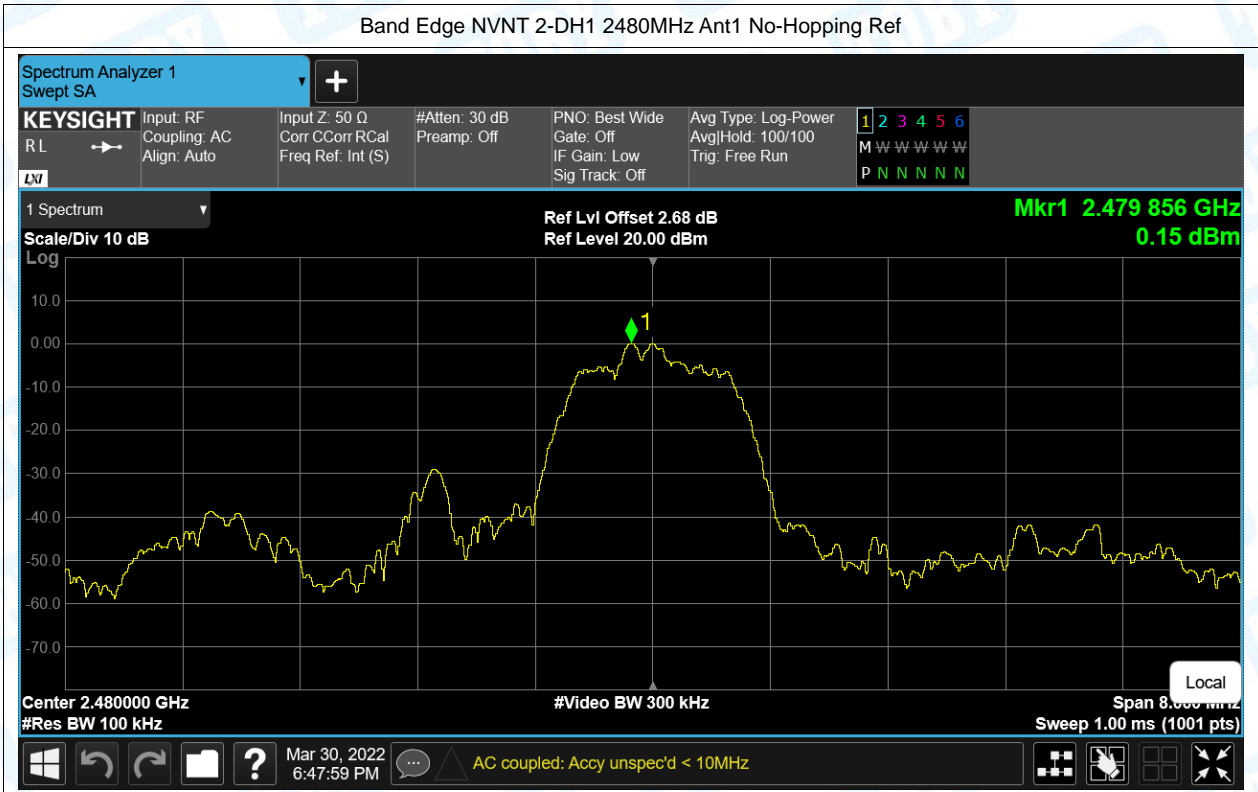 Band Edge NVNT 2-DH1 2480MHz Ant1 No-Hopping Ref
Spectrum Analyzer 1
Swept SA
+
KEYSIGHT Input: RF Input Z: 50 Ω #Atten: 30 dB PNO: Best Wide Avg Type: Log-Power 1 2 3 4 5 6
R L Coupling: AC Corr CCorr RCal Preamp: Off Gate: Off Avg|Hold: 100/100 M W W W W W W
Align: Auto Freq Ref: Int (S) IF Gain: Low Trig: Free Run
LXI Sig Track: Off P N N N N N
1 Spectrum Ref Lvl Offset 2.68 dB Mkr1 2.479 856 GHz
Scale/Div 10 dB Ref Level 20.00 dBm 0.15 dBm
Log
10.0
1
0.00
-10.0
-20.0
-30.0
-40.0
-50.0
-60.0
-70.0
Local
Center 2.480000 GHz #Video BW 300 kHz Span 8.000 MHz
#Res BW 100 kHz Sweep 1.00 ms (1001 pts)
? Mar 30, 2022
6:47:59 PM AC coupled: Accy unspec'd < 10MHz